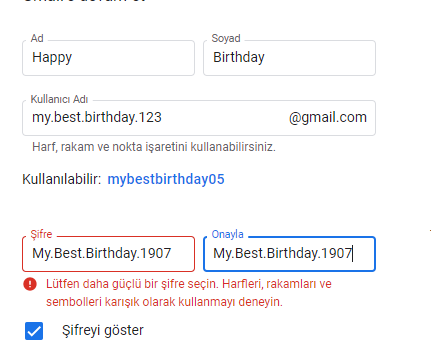 Ad
Soyad
Happy
Birthday
Kullanıcı Adı
my.best.birthday.123
@gmail.com
Harf, rakam ve nokta işaretini kullanabilirsiniz.
Kullanılabilir: mybestbirthday05
Şifre
Onayla
My.Best.Birthday.1907
My.Best.Birthday.1907
Lütfen daha güçlü bir şifre seçin. Harfleri, rakamları ve
sembolleri karışık olarak kullanmayı deneyin.
Şifreyi göster